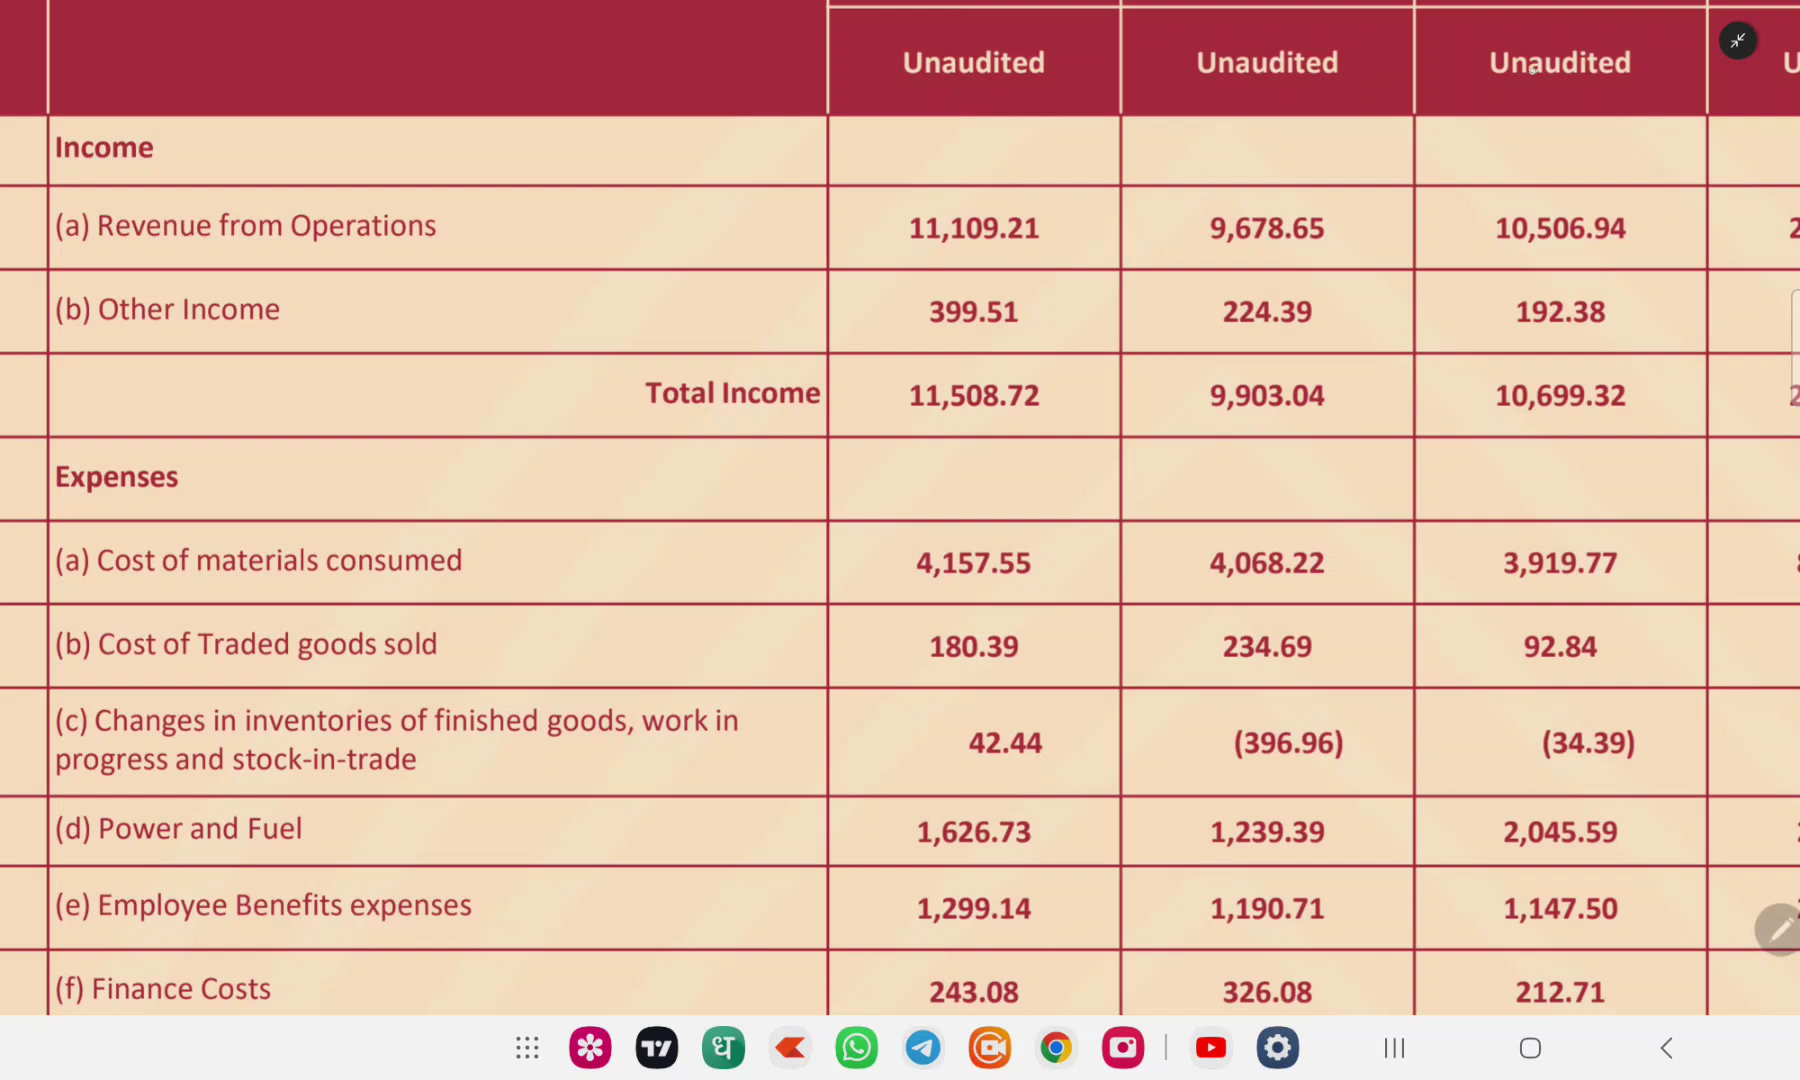 Unaudited Unaudited Unaudited U
Income
(a) Revenue from Operations 11,109.21 9,678.65 10,506.94 2
(b) Other Income 399.51 224.39 192.38
Total Income 11,508.72 9,903.04 10,699.32 2
Expenses
(a) Cost of materials consumed 4,157.55 4,068.22 3,919.77
(b) Cost of Traded goods sold 180.39 234.69 92.84
(c) Changes in inventories of finished goods, work in
progress and stock-in-trade 42.44 (396.96) (34.39)
(d) Power and Fuel 1,626.73 1,239.39 2,045.59
(e) Employee Benefits expenses 1,299.14 1,190.71 1,147.50
(f) Finance Costs 243.08 326.08 212.71
ध